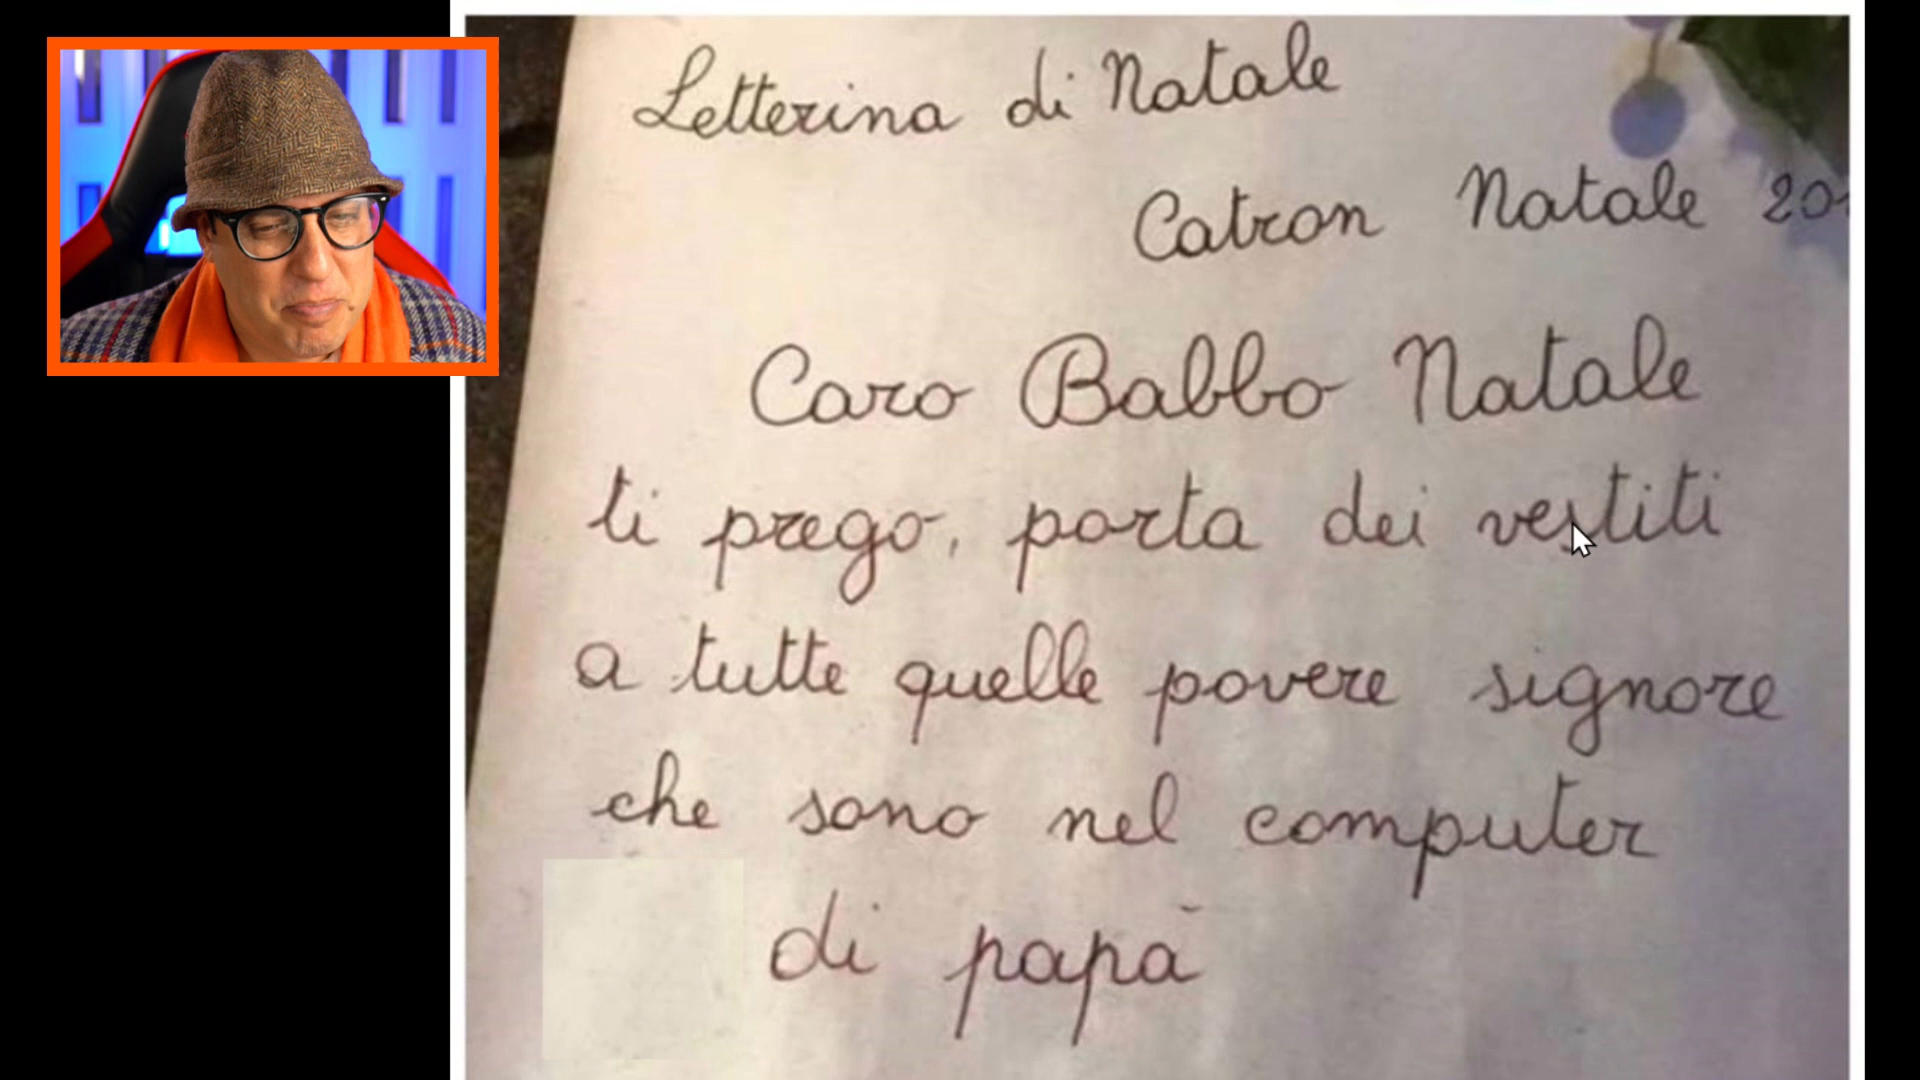 Letterina di Natale
Catron Natale 20
Caro Babbo Natale
ti prego, porta dei vestiti
a tutte quelle povere signore
che sono nel computer
di papà